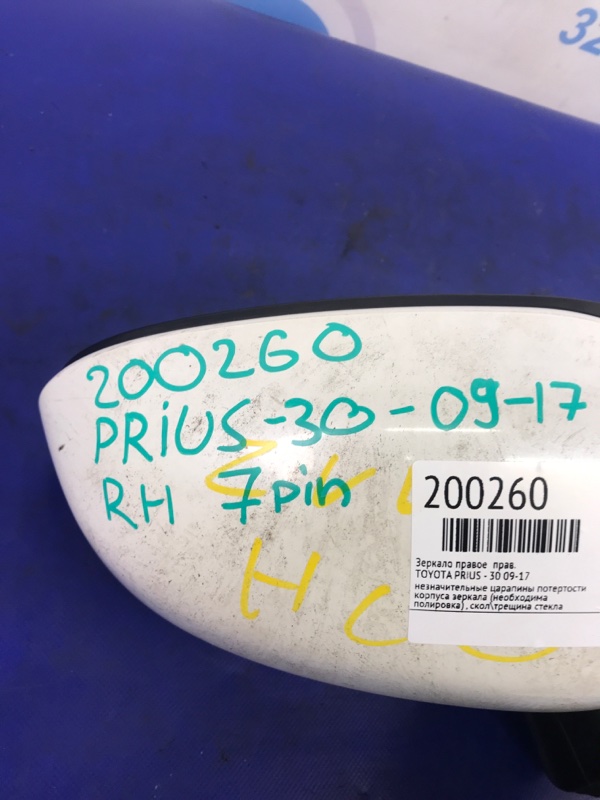 32
200260
PRIUS-30-09-17
RH 7pin
H
200260
Зеркало правое прав.
TOYOTA PRIUS - 30 09-17
незначительные царапины потертости
корпуса зеркала (необходима
полировка), скол\трещина стекла